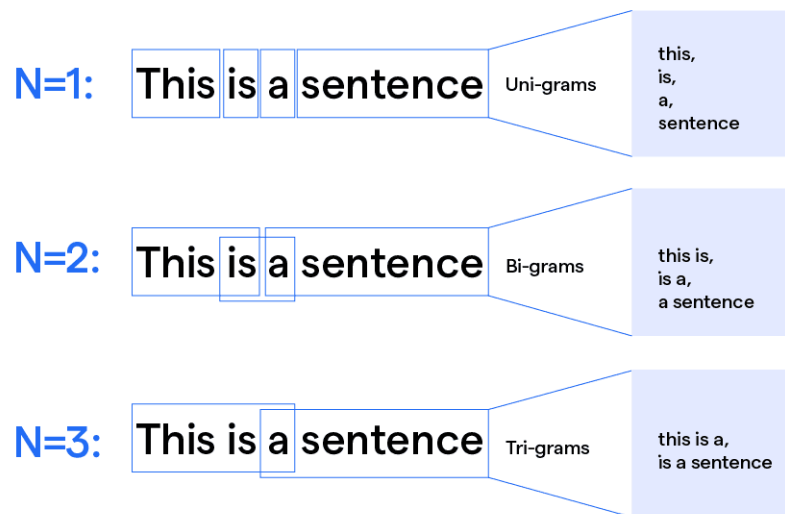 N=1:
This is a sentence
Uni-grams
this,
is,
a,
sentence
N=2:
This is a sentence
Bi-grams
this is,
is a,
a sentence
N=3:
This is a sentence
Tri-grams
this is a,
is a sentence